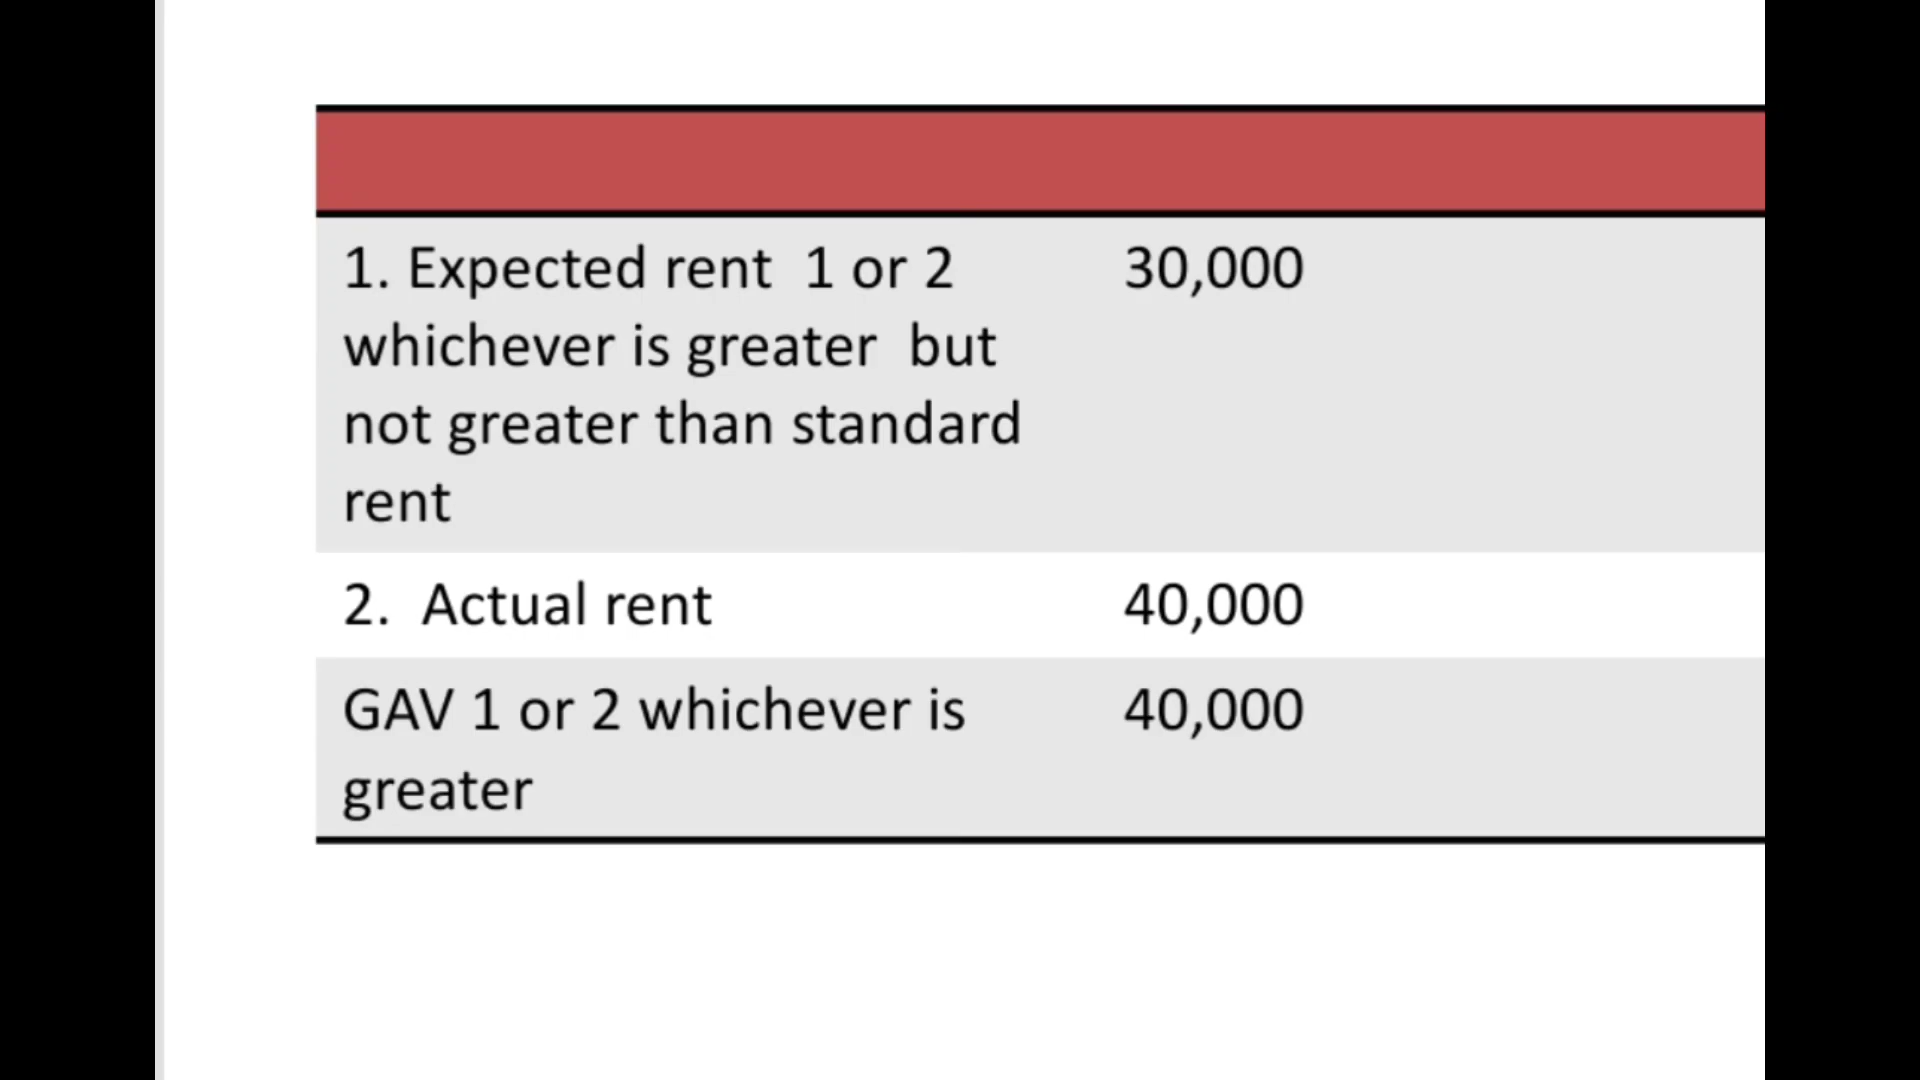 1. Expected rent  1 or 2 30,000
whichever is greater  but
not greater than standard
rent
2.  Actual rent 40,000
GAV 1 or 2 whichever is 40,000
greater